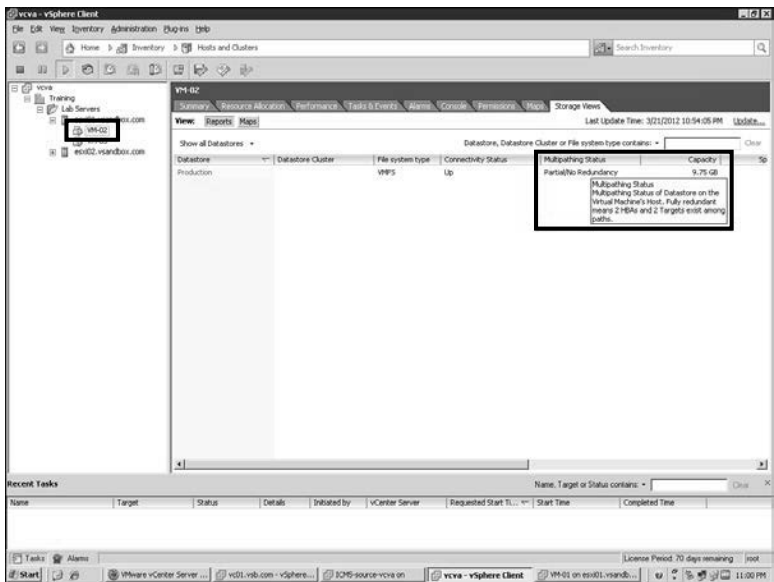 vcva - vSphere Client
File Edit View Inventory Administration Plug-ins Help
Home Inventory Hosts and Clusters
Search Inventory
vcva
Training
Lab Servers
VM-02
esxi02.vsandbox.com
VM-02
Summary Resource Allocation Performance Tasks & Events Alarms Console Permissions Maps Storage Views
View: Reports Maps
Last Update Time: 3/21/2012 10:54:05 PM Update...
Show all Datastores
Datastore, Datastore Cluster or File system type contains: Clear
Datastore Datastore Cluster File system type Connectivity Status Multipathing Status Capacity Sp
Production VMFS Up Partial/No Redundancy 9.75 GB
Multipathing Status
Multipathing Status of Datastore on the
Virtual Machine's Host. Fully redundant
means 2 HBAs and 2 Targets exist among
paths.
Recent Tasks
Name, Target or Status contains: Clear
Name Target Status Details Initiated by vCenter Server Requested Start Ti... Start Time Completed Time
Tasks Alarms
License Period: 70 days remaining root
Start VMware vCenter Server ... vc01.vsb.com - vSphere... ICM5-source-vcva on vcva - vSphere Client VM-01 on esxi01.vsandb... 11:00 PM